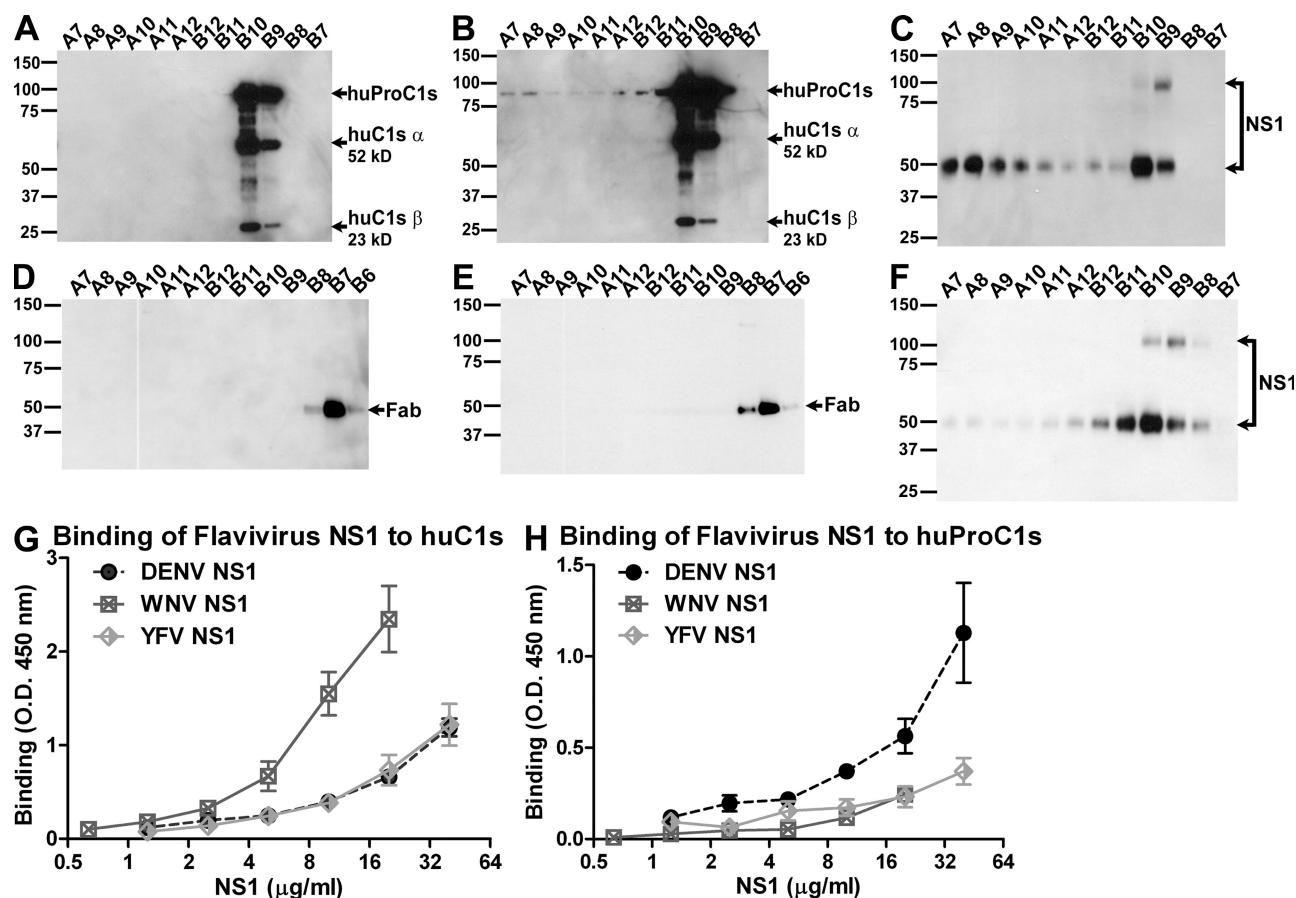 A
A7 A8 A9 A10 A11 A12 B12 B11 B10 B9 B8 B7
150
100
75
50
37
25
huProC1s
huC1s α
52 kD
huC1s β
23 kD
B
A7 A8 A9 A10 A11 A12 B12 B11 B10 B9 B8 B7
150
100
75
50
37
25
huProC1s
huC1s α
52 kD
huC1s β
23 kD
C
A7 A8 A9 A10 A11 A12 B12 B11 B10 B9 B8 B7
150
100
75
50
37
25
NS1
D
A7 A8 A9 A10 A11 A12 B12 B11 B10 B9 B8 B7 B6
150
100
75
50
37
Fab
E
A7 A8 A9 A10 A11 A12 B12 B11 B10 B9 B8 B7 B6
150
100
75
50
37
Fab
F
A7 A8 A9 A10 A11 A12 B12 B11 B10 B9 B8 B7
150
100
75
50
37
25
NS1
G Binding of Flavivirus NS1 to huC1s
DENV NS1
WNV NS1
YFV NS1
Binding (O.D. 450 nm)
3
2
1
0
0.5 1 2 4 8 16 32 64
NS1 (μg/ml)
H Binding of Flavivirus NS1 to huProC1s
DENV NS1
WNV NS1
YFV NS1
Binding (O.D. 450 nm)
1.5
1.0
0.5
0.0
0.5 1 2 4 8 16 32 64
NS1 (μg/ml)